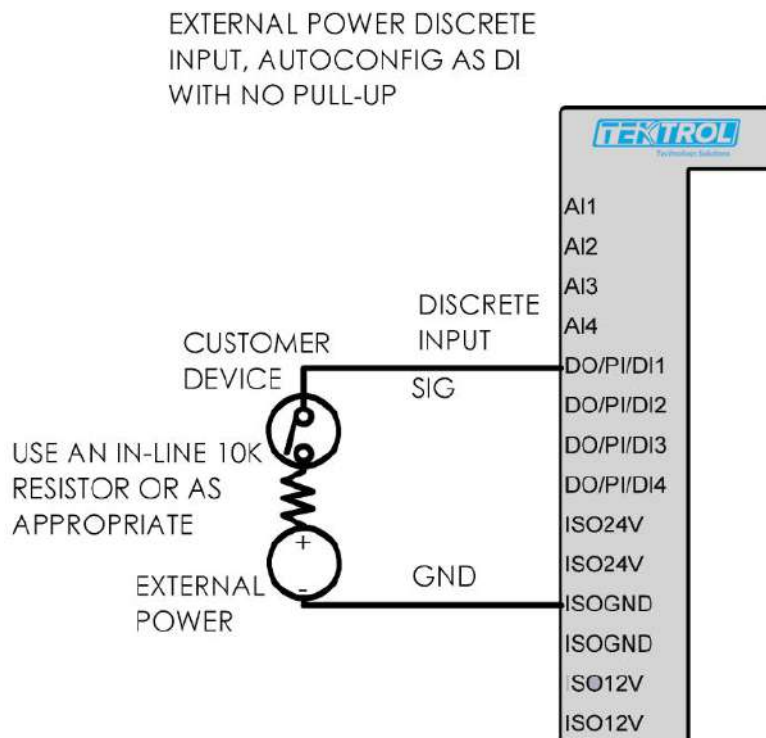 EXTERNAL POWER DISCRETE
INPUT, AUTOCONFIG AS DI
WITH NO PULL-UP
TEKTROL
Technology Solutions
AI1
AI2
AI3
AI4
DISCRETE
INPUT
CUSTOMER
DEVICE
SIG
DO/PI/DI1
DO/PI/DI2
DO/PI/DI3
DO/PI/DI4
USE AN IN-LINE 10K
RESISTOR OR AS
APPROPRIATE
+
-
EXTERNAL
POWER
GND
ISO24V
ISO24V
ISOGND
ISOGND
ISO12V
ISO12V